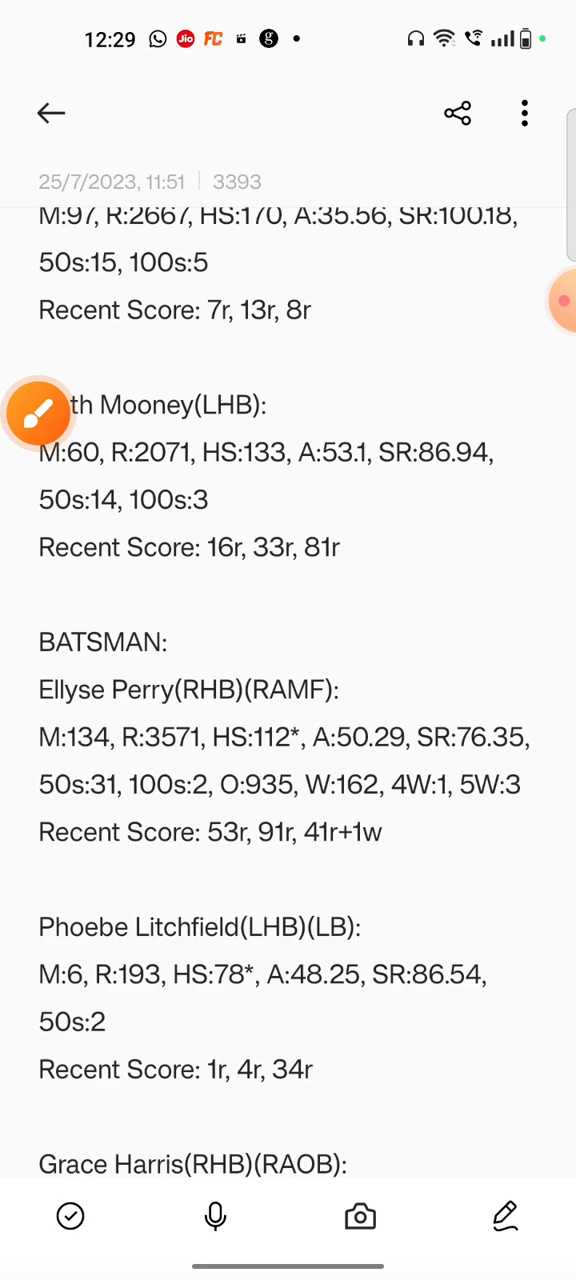 12:29
Jio
FC
g
25/7/2023, 11:51 | 3393
M:97, R:2667, HS:170, A:35.56, SR:100.18,
50s:15, 100s:5
Recent Score: 7r, 13r, 8r
th Mooney(LHB):
M:60, R:2071, HS:133, A:53.1, SR:86.94,
50s:14, 100s:3
Recent Score: 16r, 33r, 81r
BATSMAN:
Ellyse Perry(RHB)(RAMF):
M:134, R:3571, HS:112*, A:50.29, SR:76.35,
50s:31, 100s:2, O:935, W:162, 4W:1, 5W:3
Recent Score: 53r, 91r, 41r+1w
Phoebe Litchfield(LHB)(LB):
M:6, R:193, HS:78*, A:48.25, SR:86.54,
50s:2
Recent Score: 1r, 4r, 34r
Grace Harris(RHB)(RAOB):